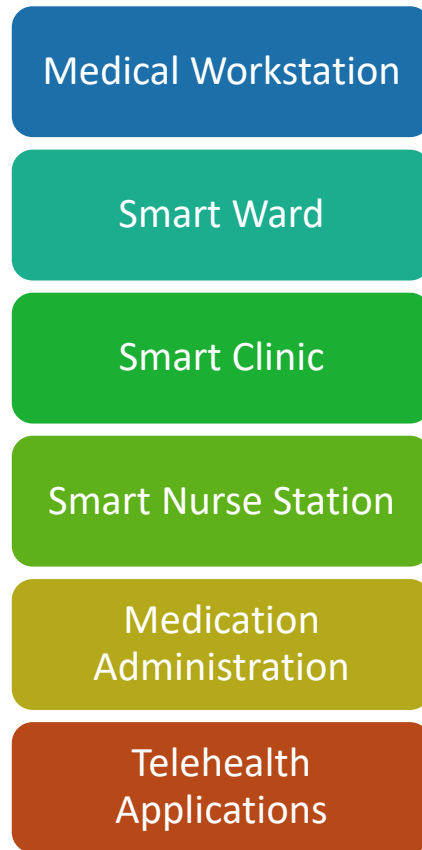 Medical Workstation
Smart Ward
Smart Clinic
Smart Nurse Station
Medication
Administration
Telehealth
Applications